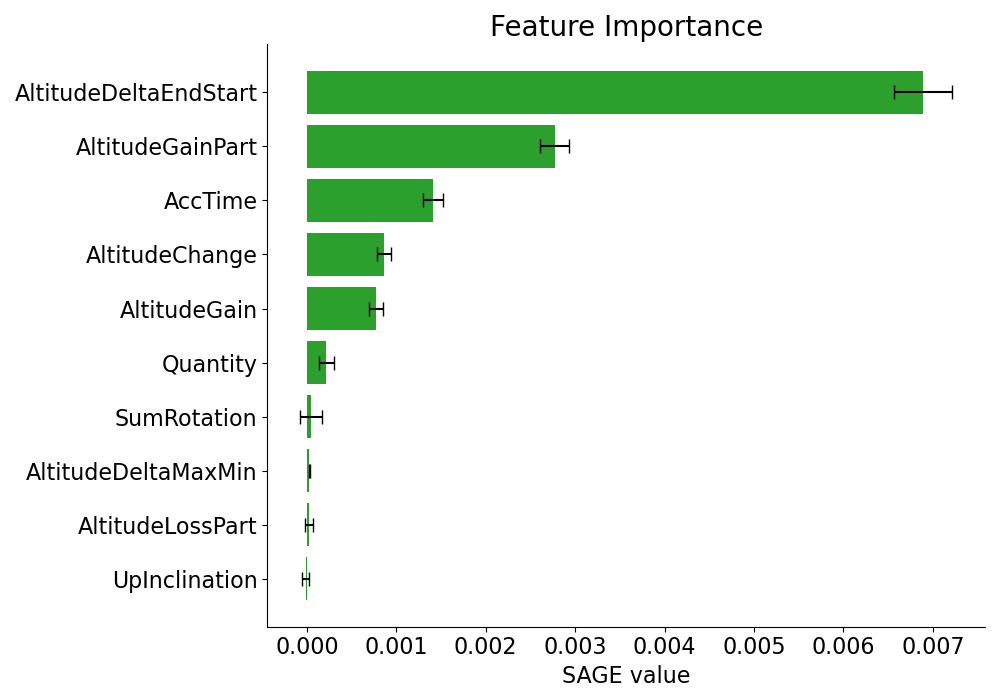 Feature Importance
AltitudeDeltaEndStart
AltitudeGainPart
AccTime
AltitudeChange
AltitudeGain
Quantity
SumRotation
AltitudeDeltaMaxMin
AltitudeLossPart
UpInclination
0.000 0.001 0.002 0.003 0.004 0.005 0.006 0.007
SAGE value